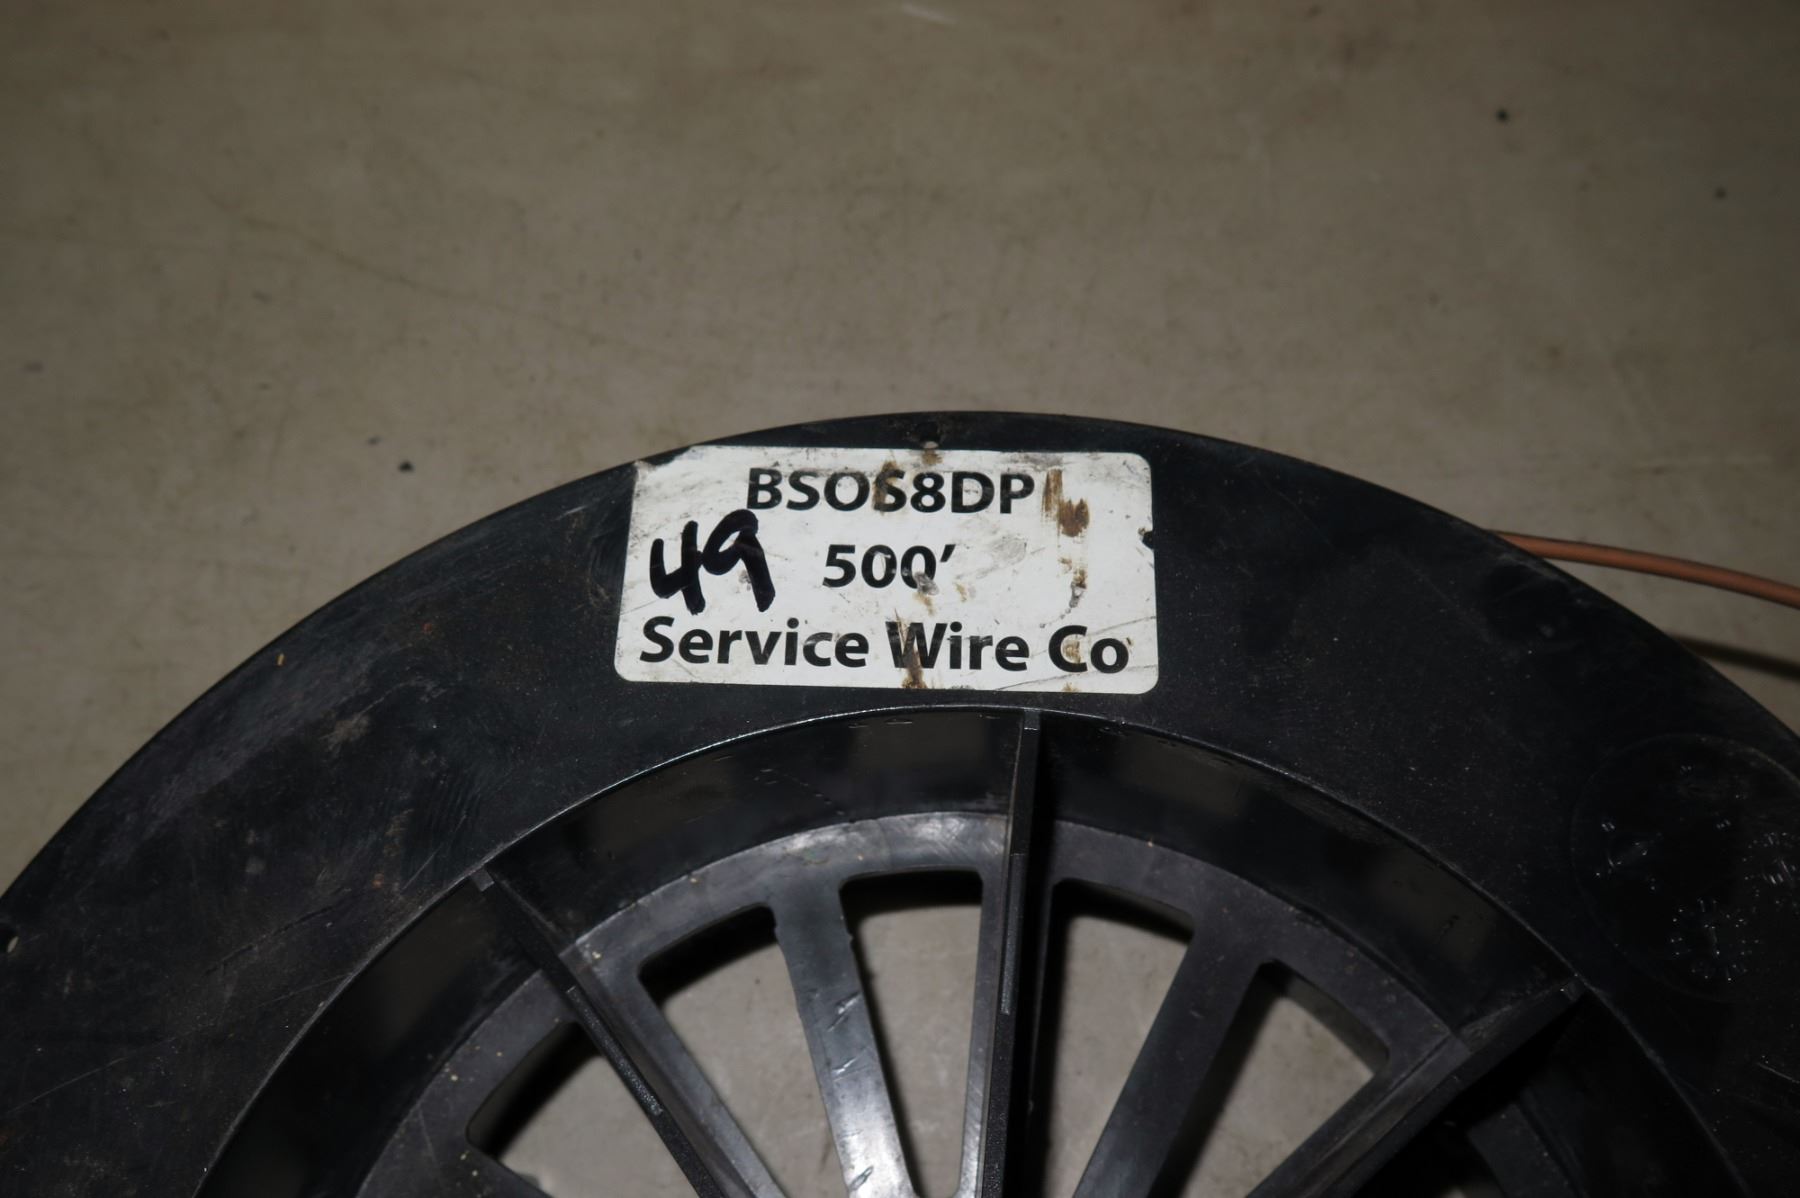 BSOS8DP
49 500'
Service Wire Co